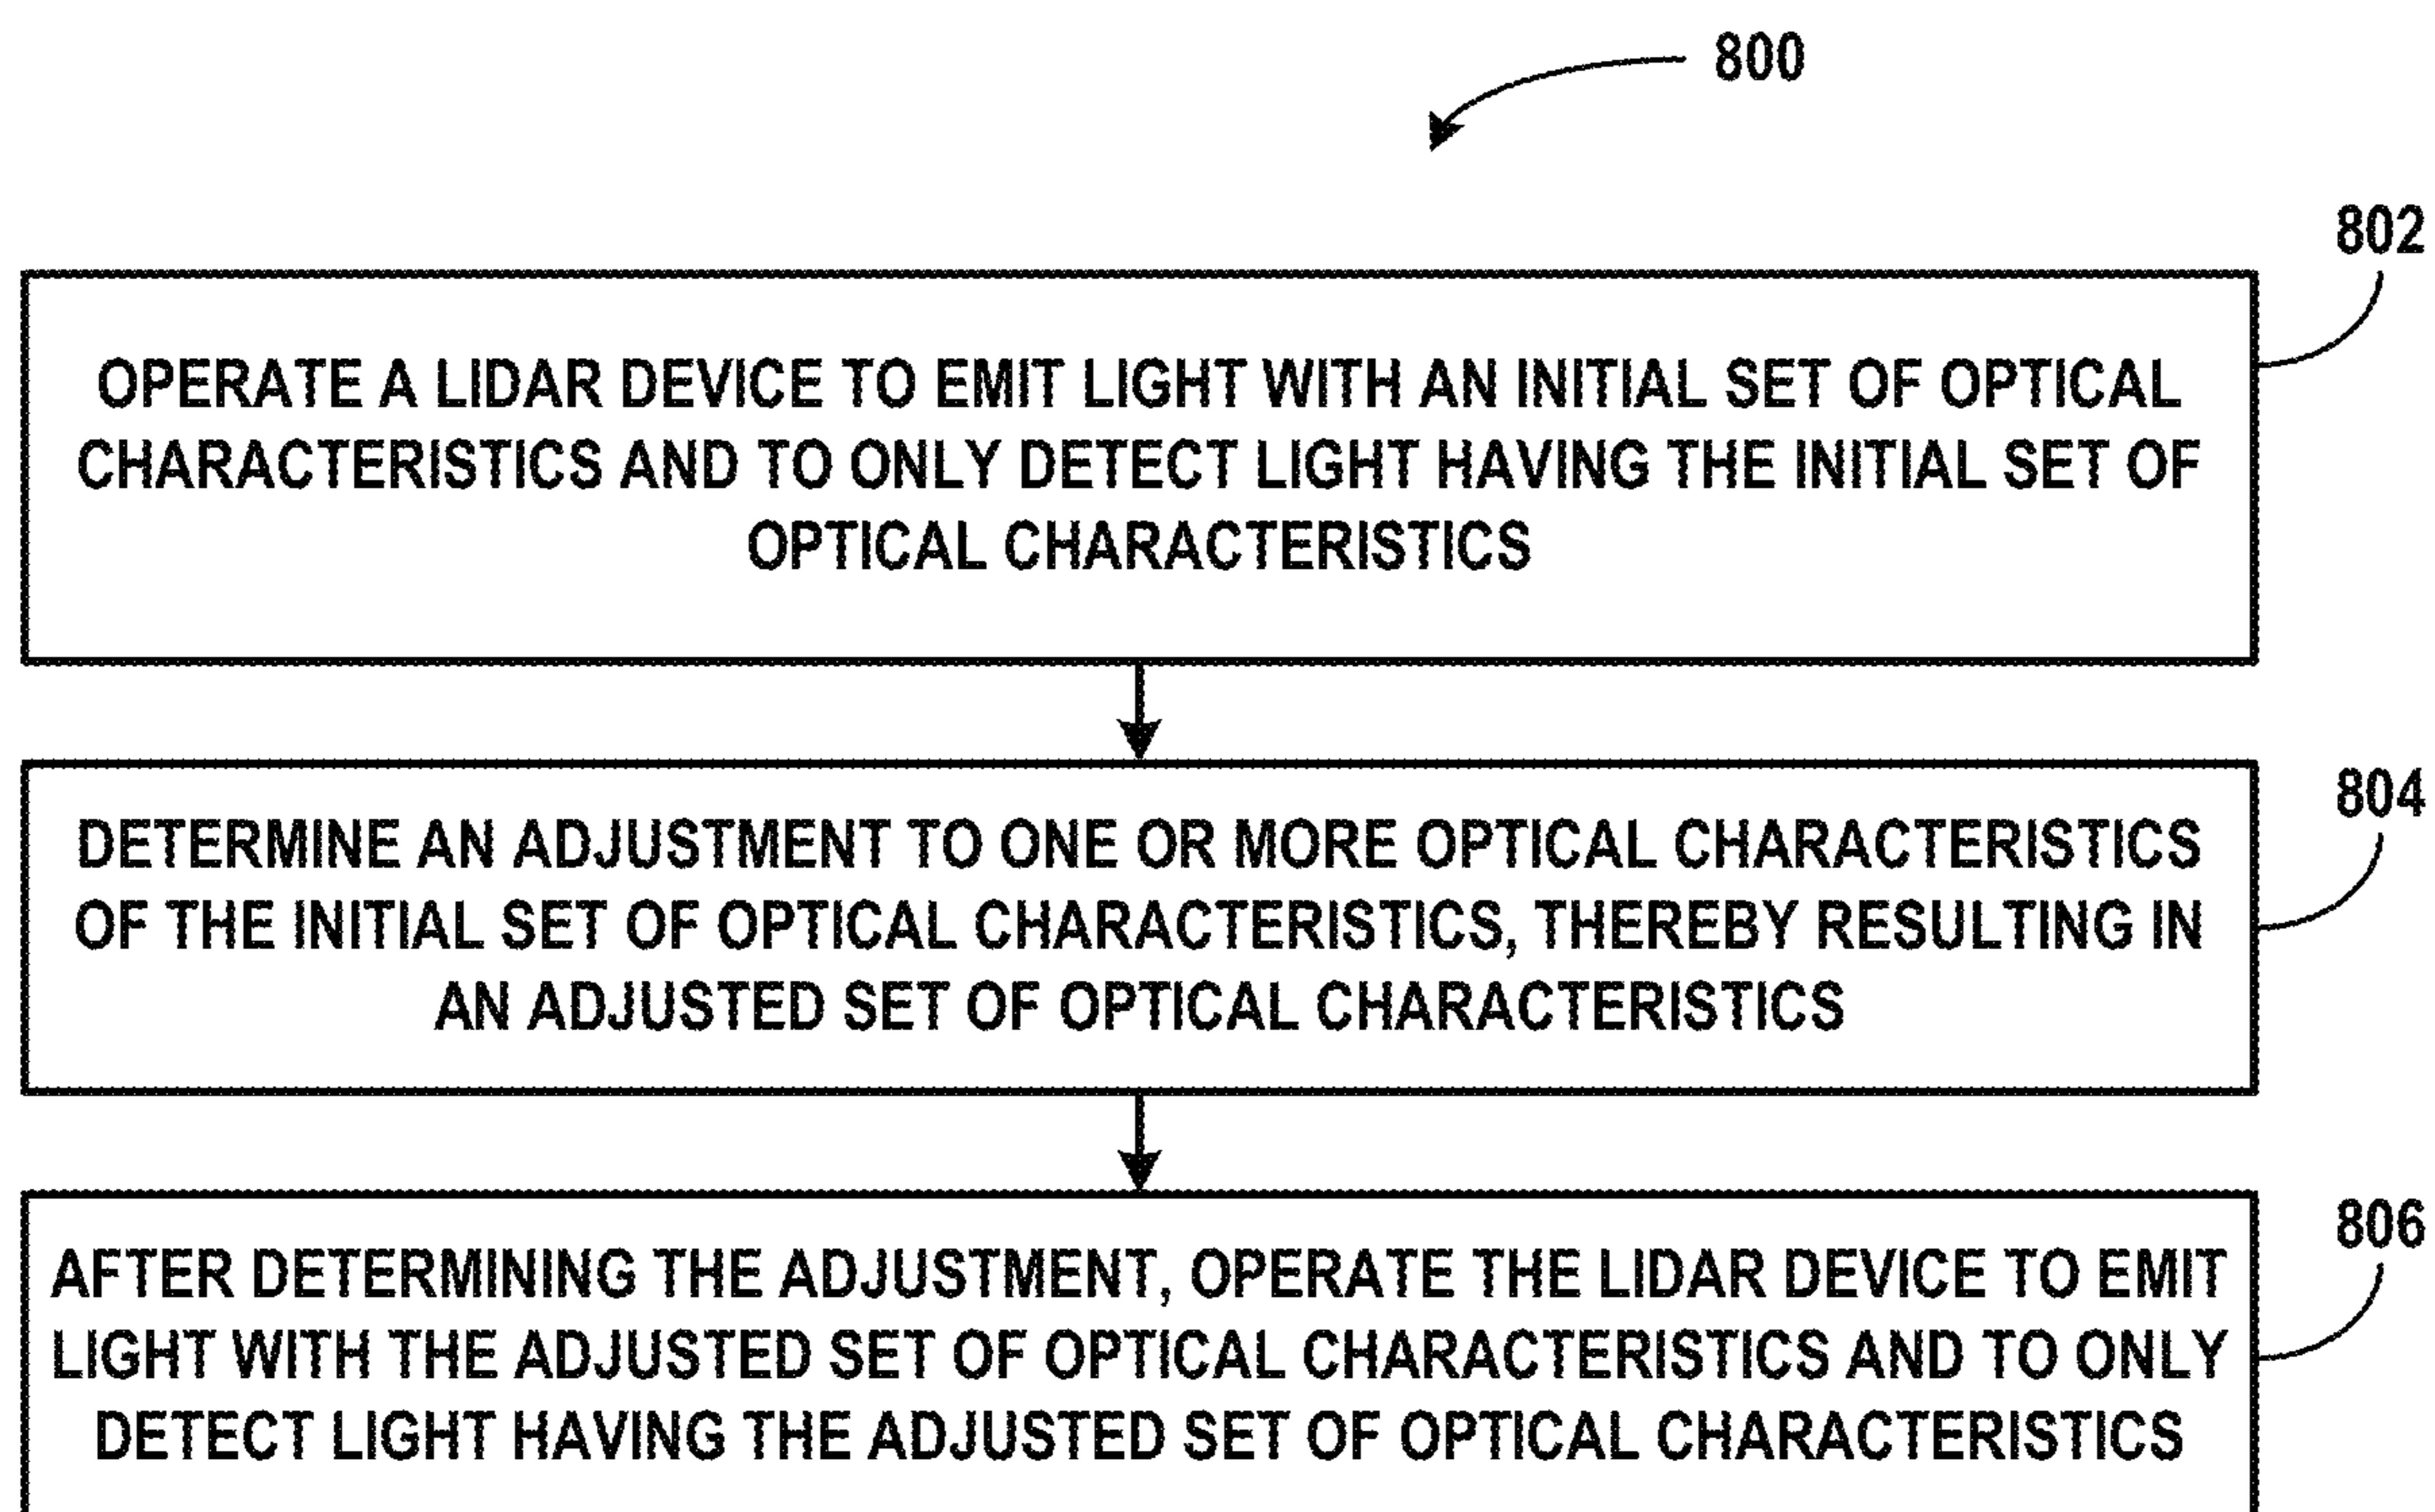 800
802
OPERATE A LIDAR DEVICE TO EMIT LIGHT WITH AN INITIAL SET OF OPTICAL
CHARACTERISTICS AND TO ONLY DETECT LIGHT HAVING THE INITIAL SET OF
OPTICAL CHARACTERISTICS
804
DETERMINE AN ADJUSTMENT TO ONE OR MORE OPTICAL CHARACTERISTICS
OF THE INITIAL SET OF OPTICAL CHARACTERISTICS, THEREBY RESULTING IN
AN ADJUSTED SET OF OPTICAL CHARACTERISTICS
806
AFTER DETERMINING THE ADJUSTMENT, OPERATE THE LIDAR DEVICE TO EMIT
LIGHT WITH THE ADJUSTED SET OF OPTICAL CHARACTERISTICS AND TO ONLY
DETECT LIGHT HAVING THE ADJUSTED SET OF OPTICAL CHARACTERISTICS